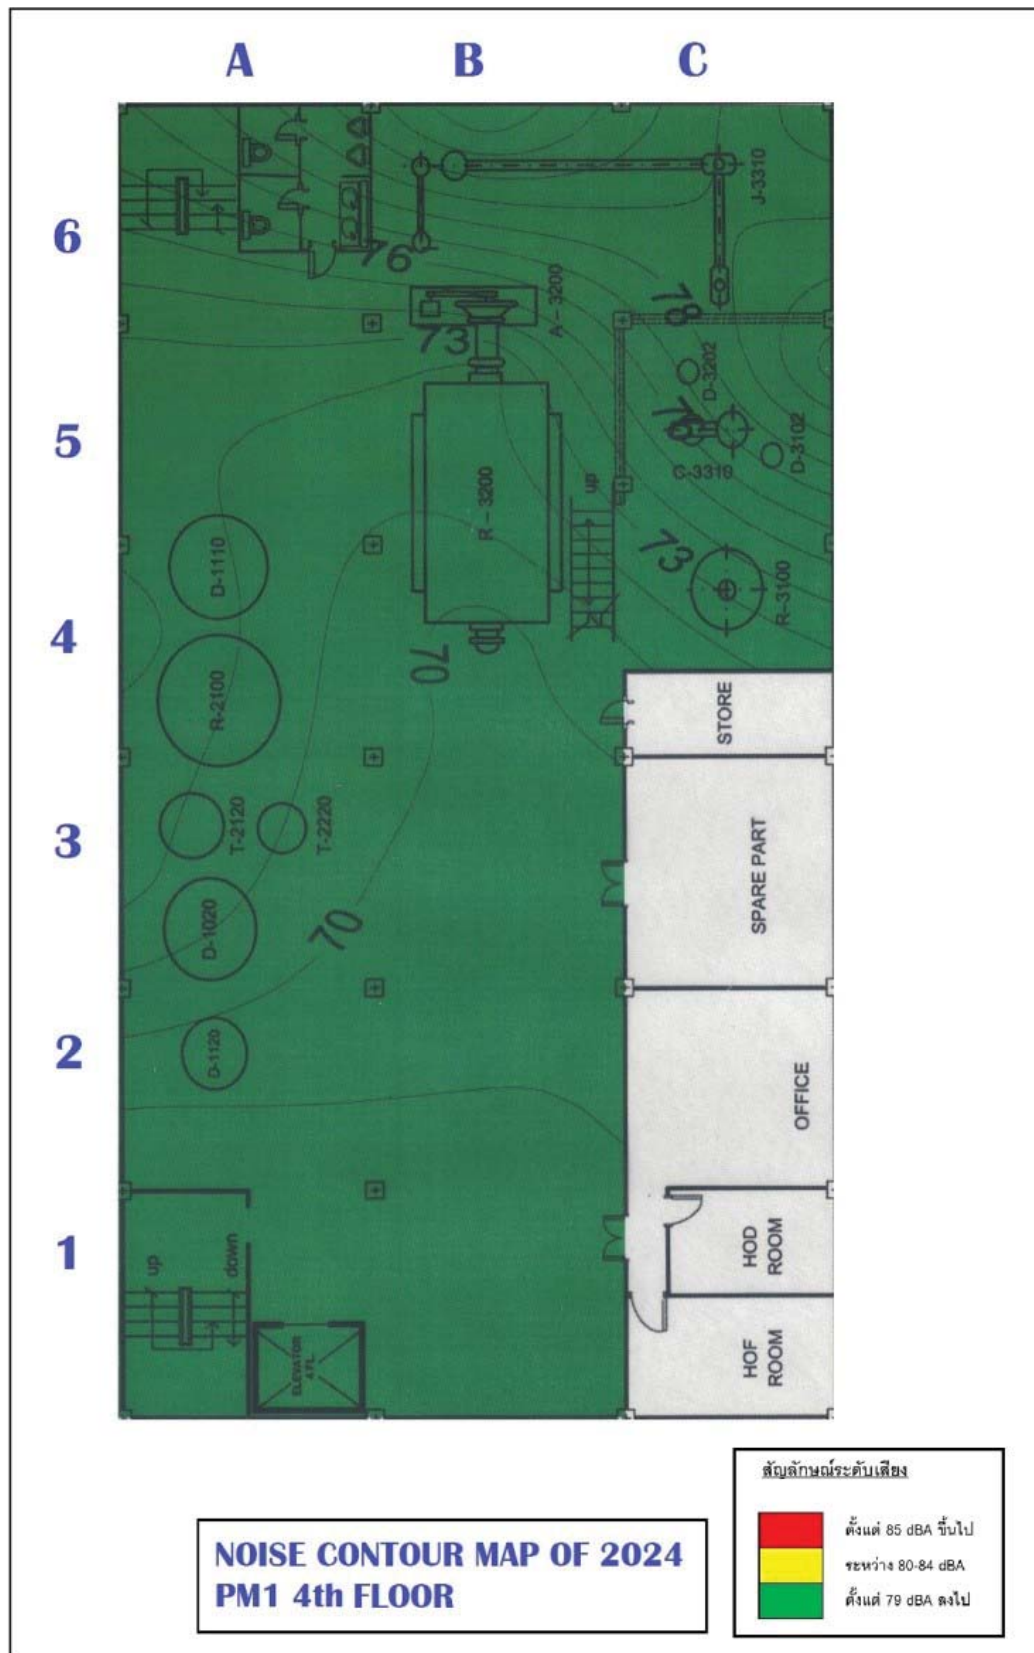 A B C
6
J-3310
76
78
A - 3200
73
D-3202
76
5
D-3102
C-3319
R - 3200
up
D-1110
73
R-3100
4
70
R-2100
STORE
3
T-2120
T-2220
SPARE PART
D-1020
70
2
D-1120
OFFICE
1
up
down
HOD
ROOM
ELEVATOR
4 FL.
HOF
ROOM
สัญลักษณ์ระดับเสียง
ตั้งแต่ 85 dBA ขึ้นไป
ระหว่าง 80-84 dBA
ตั้งแต่ 79 dBA ลงไป
NOISE CONTOUR MAP OF 2024
PM1 4th FLOOR